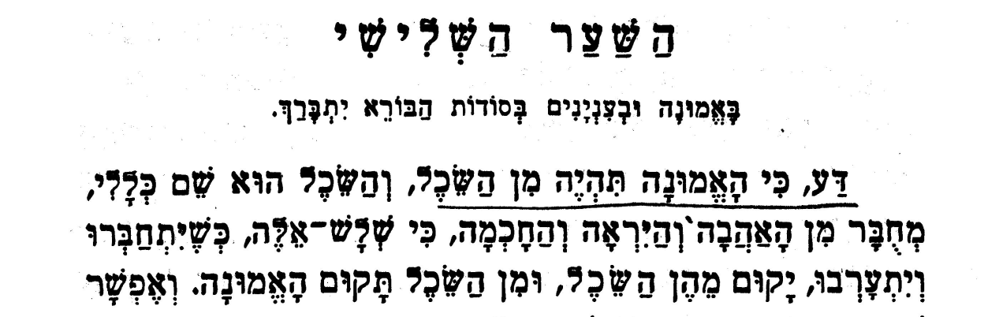 הַשַּׁעַר הַשְּׁלִישִׁי
בָּאֱמוּנָה וּבְעִנְיָנִים בְּסוֹדוֹת הַבּוֹרֵא יִתְבָּרַךְ.
דַּע, כִּי הָאֱמוּנָה תִּהְיֶה מִן הַשֵּׂכֶל, וְהַשֵּׂכֶל הוּא שֵׁם כְּלָלִי,
מְחֻבָּר מִן הָאַהֲבָה וְהַיִּרְאָה וְהַחָכְמָה, כִּי שְׁלָשׁ־אֵלֶּה, כְּשֶׁיִּתְחַבְּרוּ
וְיִתְעָרְבוּ, יָקוּם מֵהֶן הַשֵּׂכֶל, וּמִן הַשֵּׂכֶל תָּקוּם הָאֱמוּנָה. וְאֶפְשָׁר